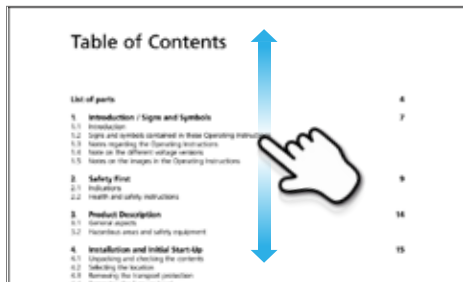 Table of Contents
List of parts 4
1. Introduction / Signs and Symbols 7
1.1 Introduction
1.2 Signs and symbols contained in these Operating Instructions
1.3 Notes regarding the Operating Instructions
1.4 Note on the different voltage versions
1.5 Notes on the images in the Operating Instructions
2. Safety First 9
2.1 Indications
2.2 Health and safety instructions
3. Product Description 14
3.1 General aspects
3.2 Hazardous areas and safety equipment
4. Installation and Initial Start-Up 15
4.1 Unpacking and checking the contents
4.2 Selecting the location
4.3 Removing the transport protection